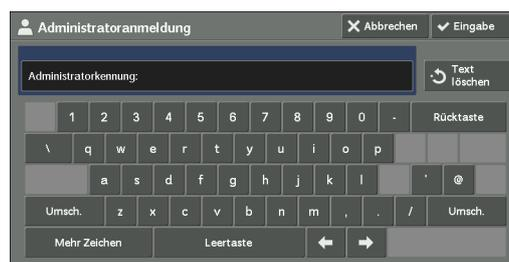 Administratoranmeldung Abbrechen Eingabe
Administratorkennung: Text löschen
1 2 3 4 5 6 7 8 9 0 - Rücktaste
\ q w e r t y u i o p
a s d f g h j k l ' @
Umsch. z x c v b n m , . / Umsch.
Mehr Zeichen Leertaste